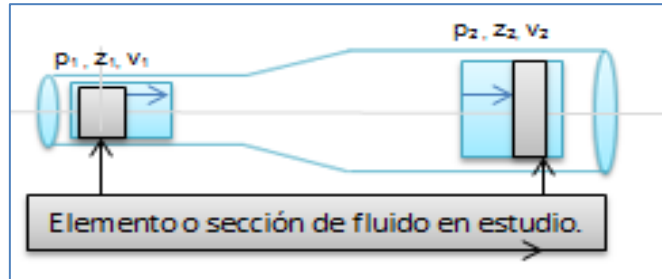 p₁ , z₁, v₁
p₂ , z₂, v₂
Elemento o sección de fluido en estudio.